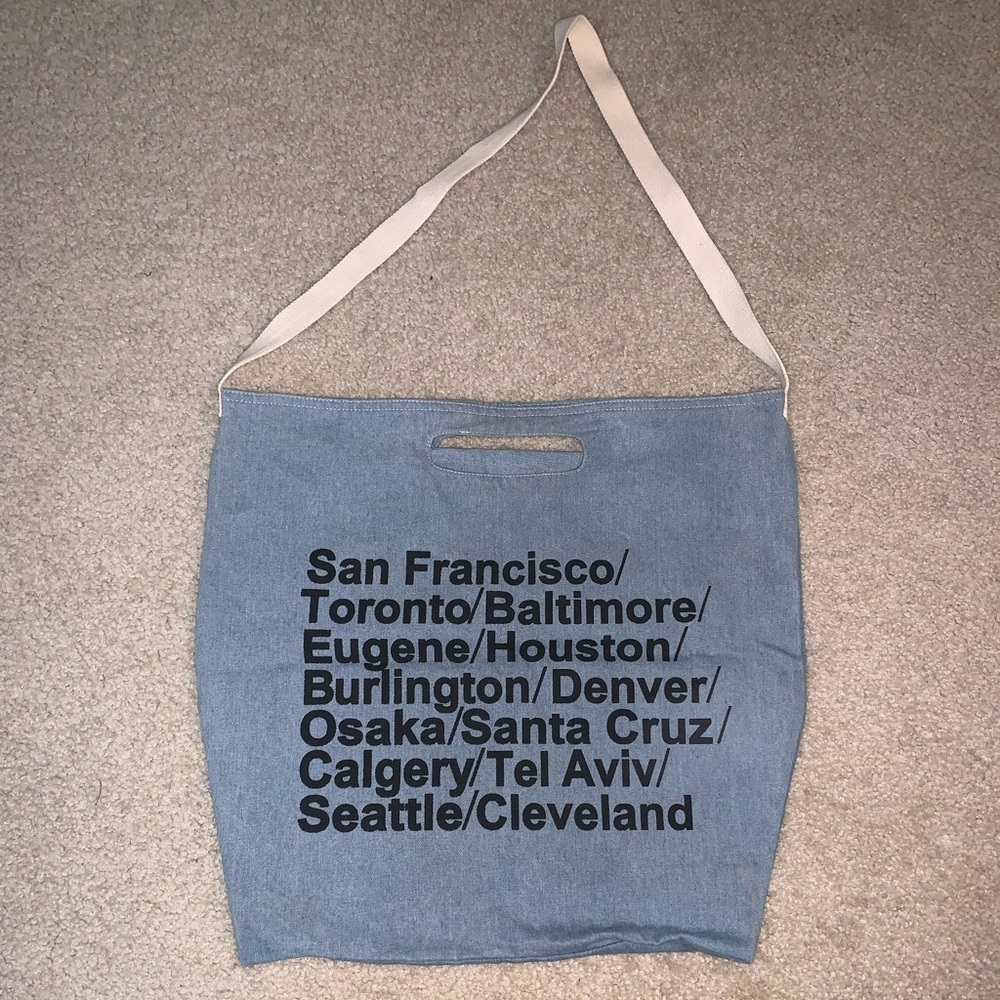 San Francisco/
Toronto/Baltimore/
Eugene/Houston/
Burlington/Denver/
Osaka/Santa Cruz/
Calgery/Tel Aviv/
Seattle/Cleveland